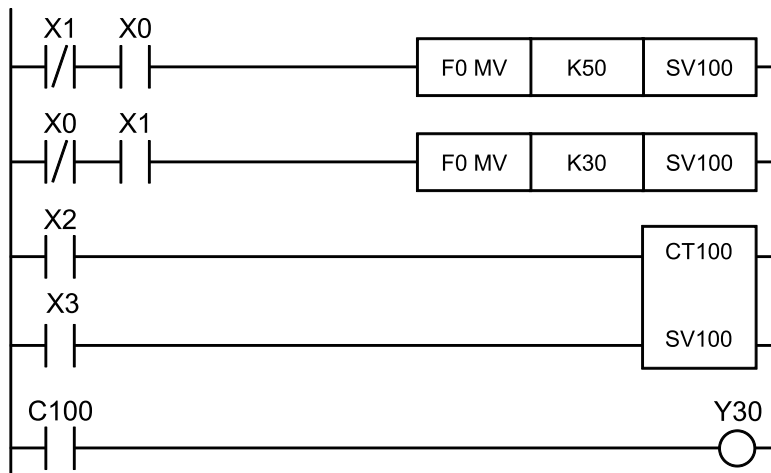 X1 X0
F0 MV K50 SV100
X0 X1
F0 MV K30 SV100
X2
CT100
X3
SV100
C100 Y30